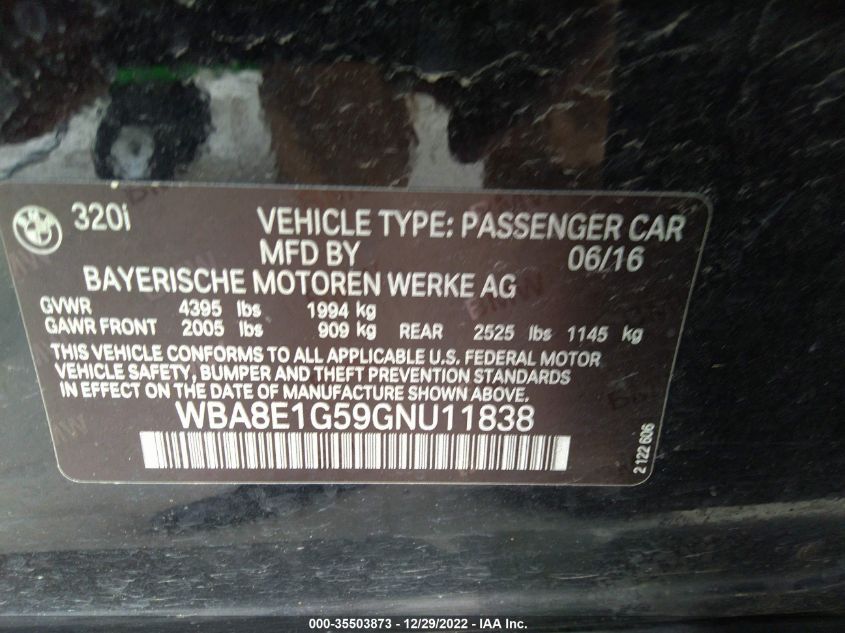 320i VEHICLE TYPE: PASSENGER CAR
MFD BY 06/16
BAYERISCHE MOTOREN WERKE AG
GVWR 4395 lbs 1994 kg
GAWR FRONT 2005 lbs 909 kg REAR 2525 lbs 1145 kg
THIS VEHICLE CONFORMS TO ALL APPLICABLE U.S. FEDERAL MOTOR
VEHICLE SAFETY, BUMPER AND THEFT PREVENTION STANDARDS
IN EFFECT ON THE DATE OF MANUFACTURE SHOWN ABOVE.
WBA8E1G59GNU11838
2 122 606
000-35503873 - 12/29/2022 - IAA Inc.